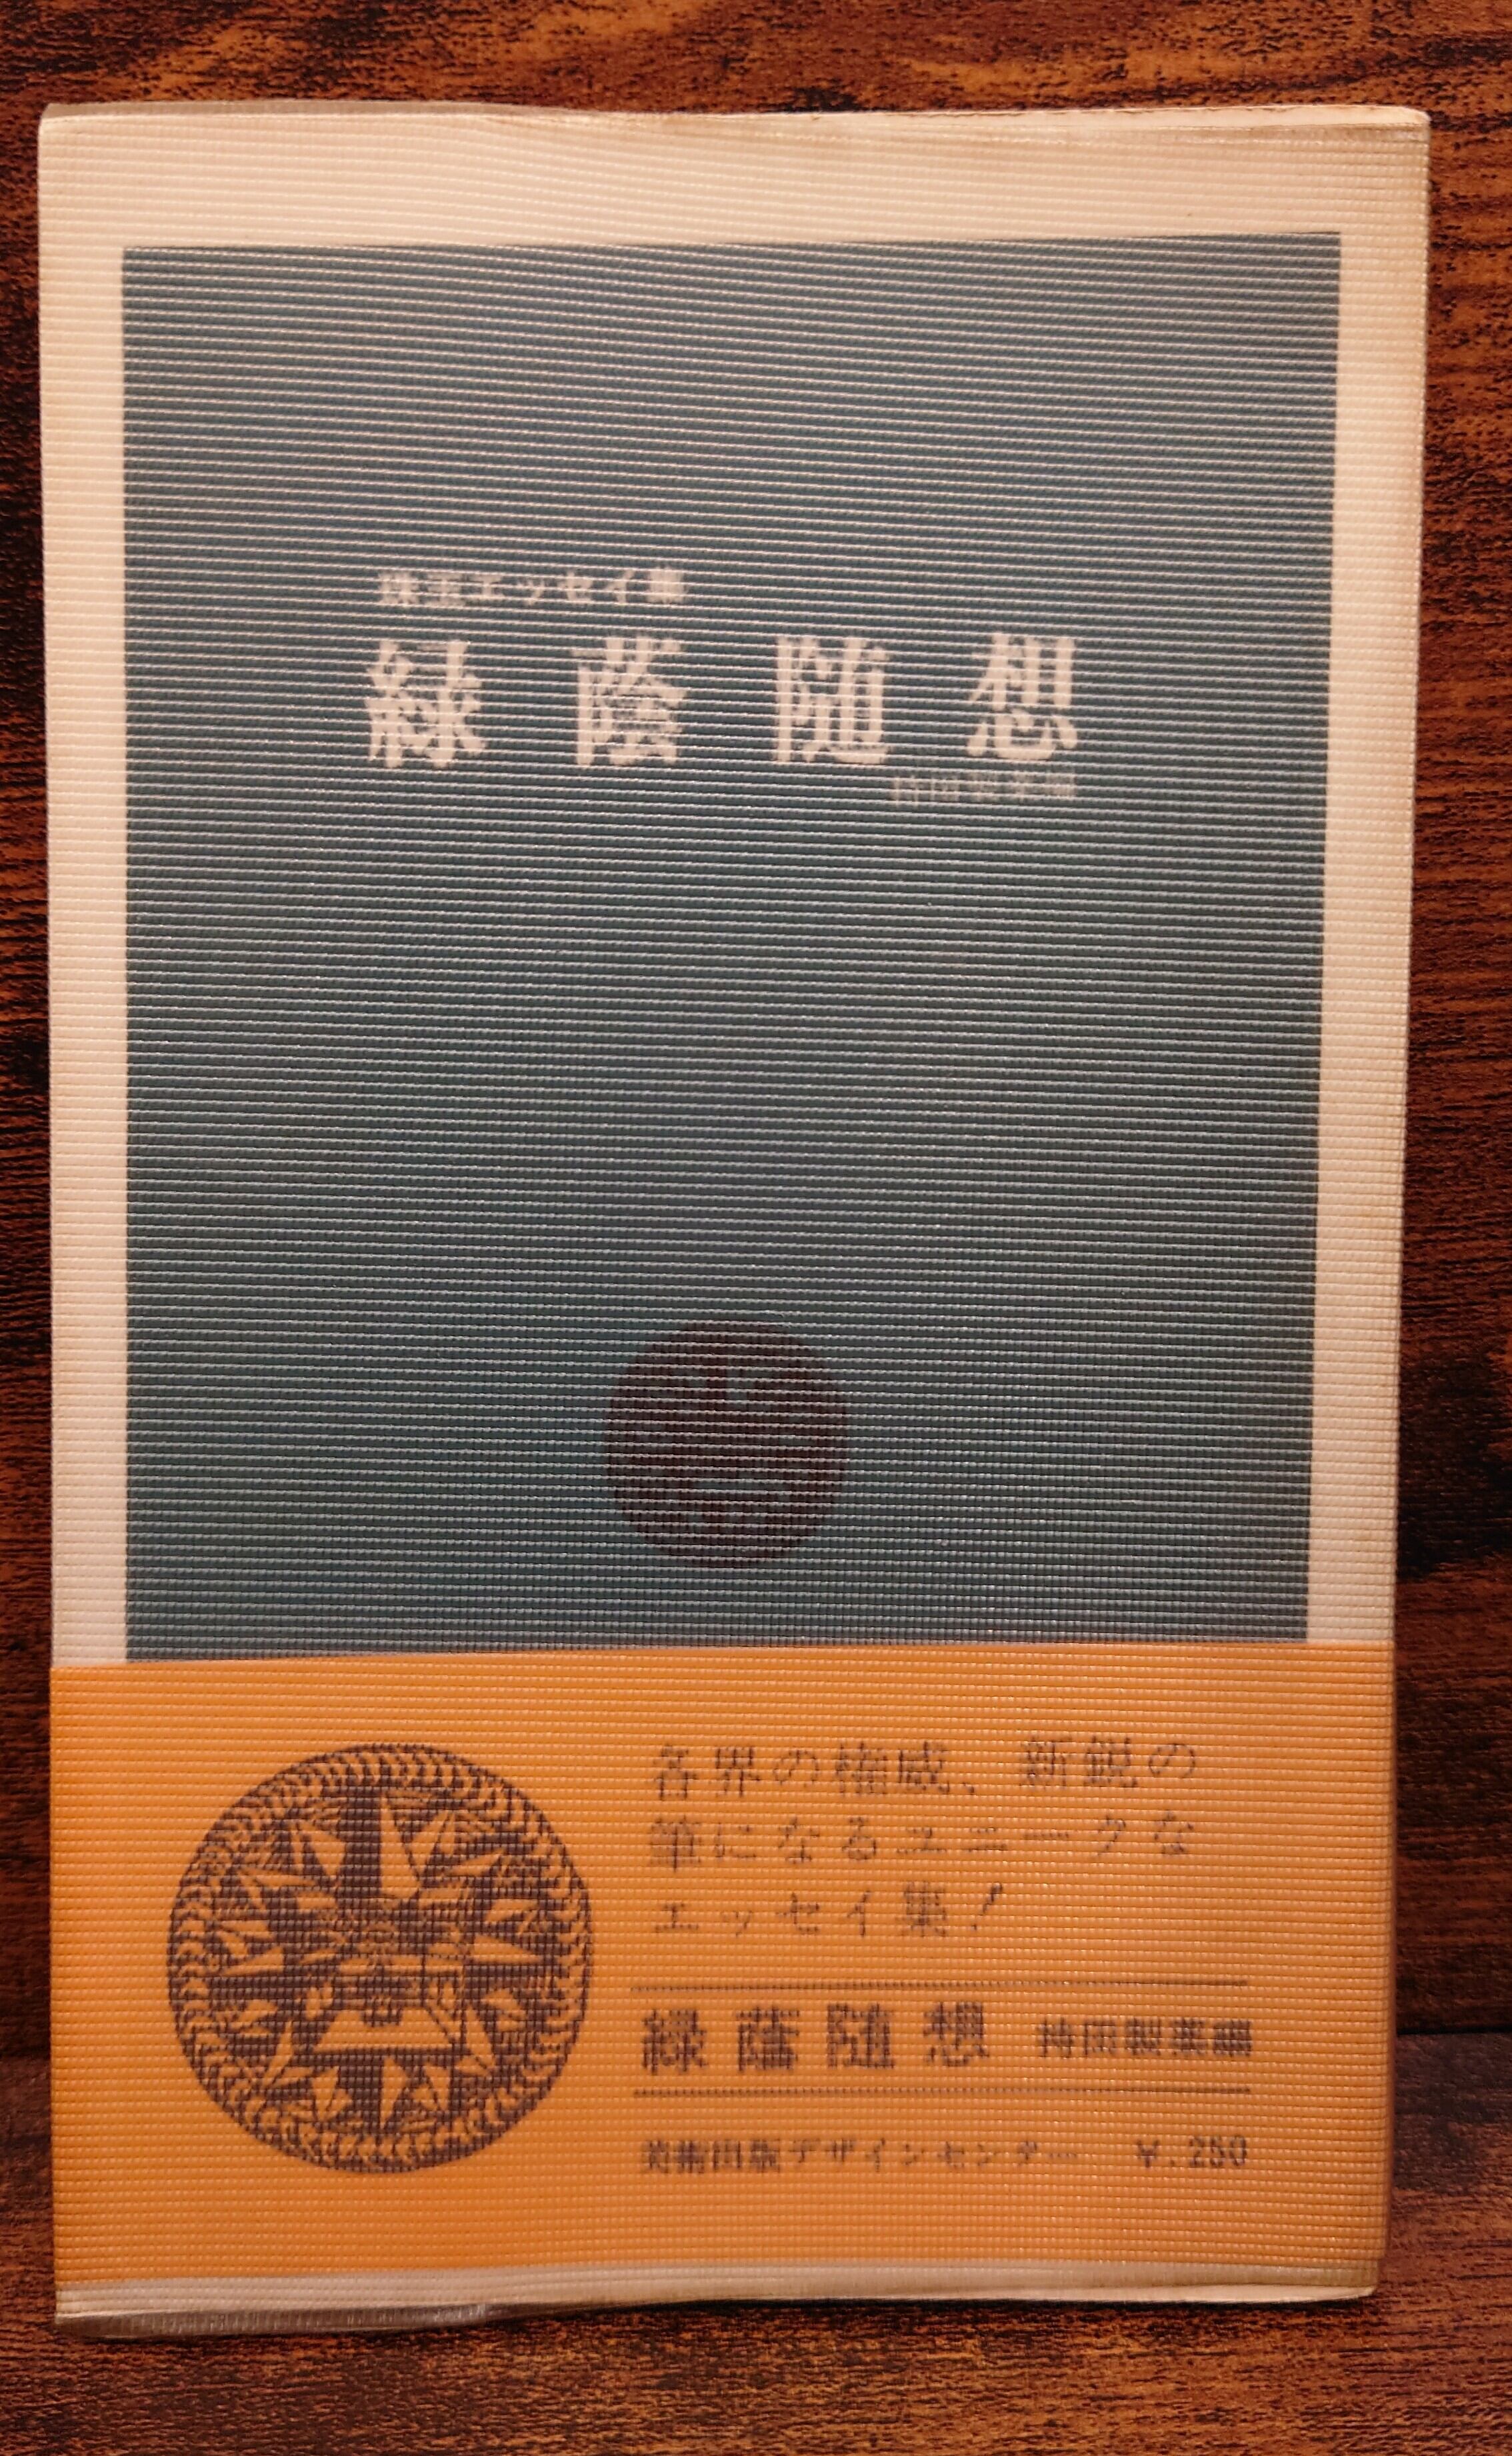 珠玉エッセイ集
緑蔭随想
持田製薬編
各界の権威、新鋭の
筆になるユニークな
エッセイ集!
緑蔭随想 持田製薬編
美術出版デザインセンター ¥.250